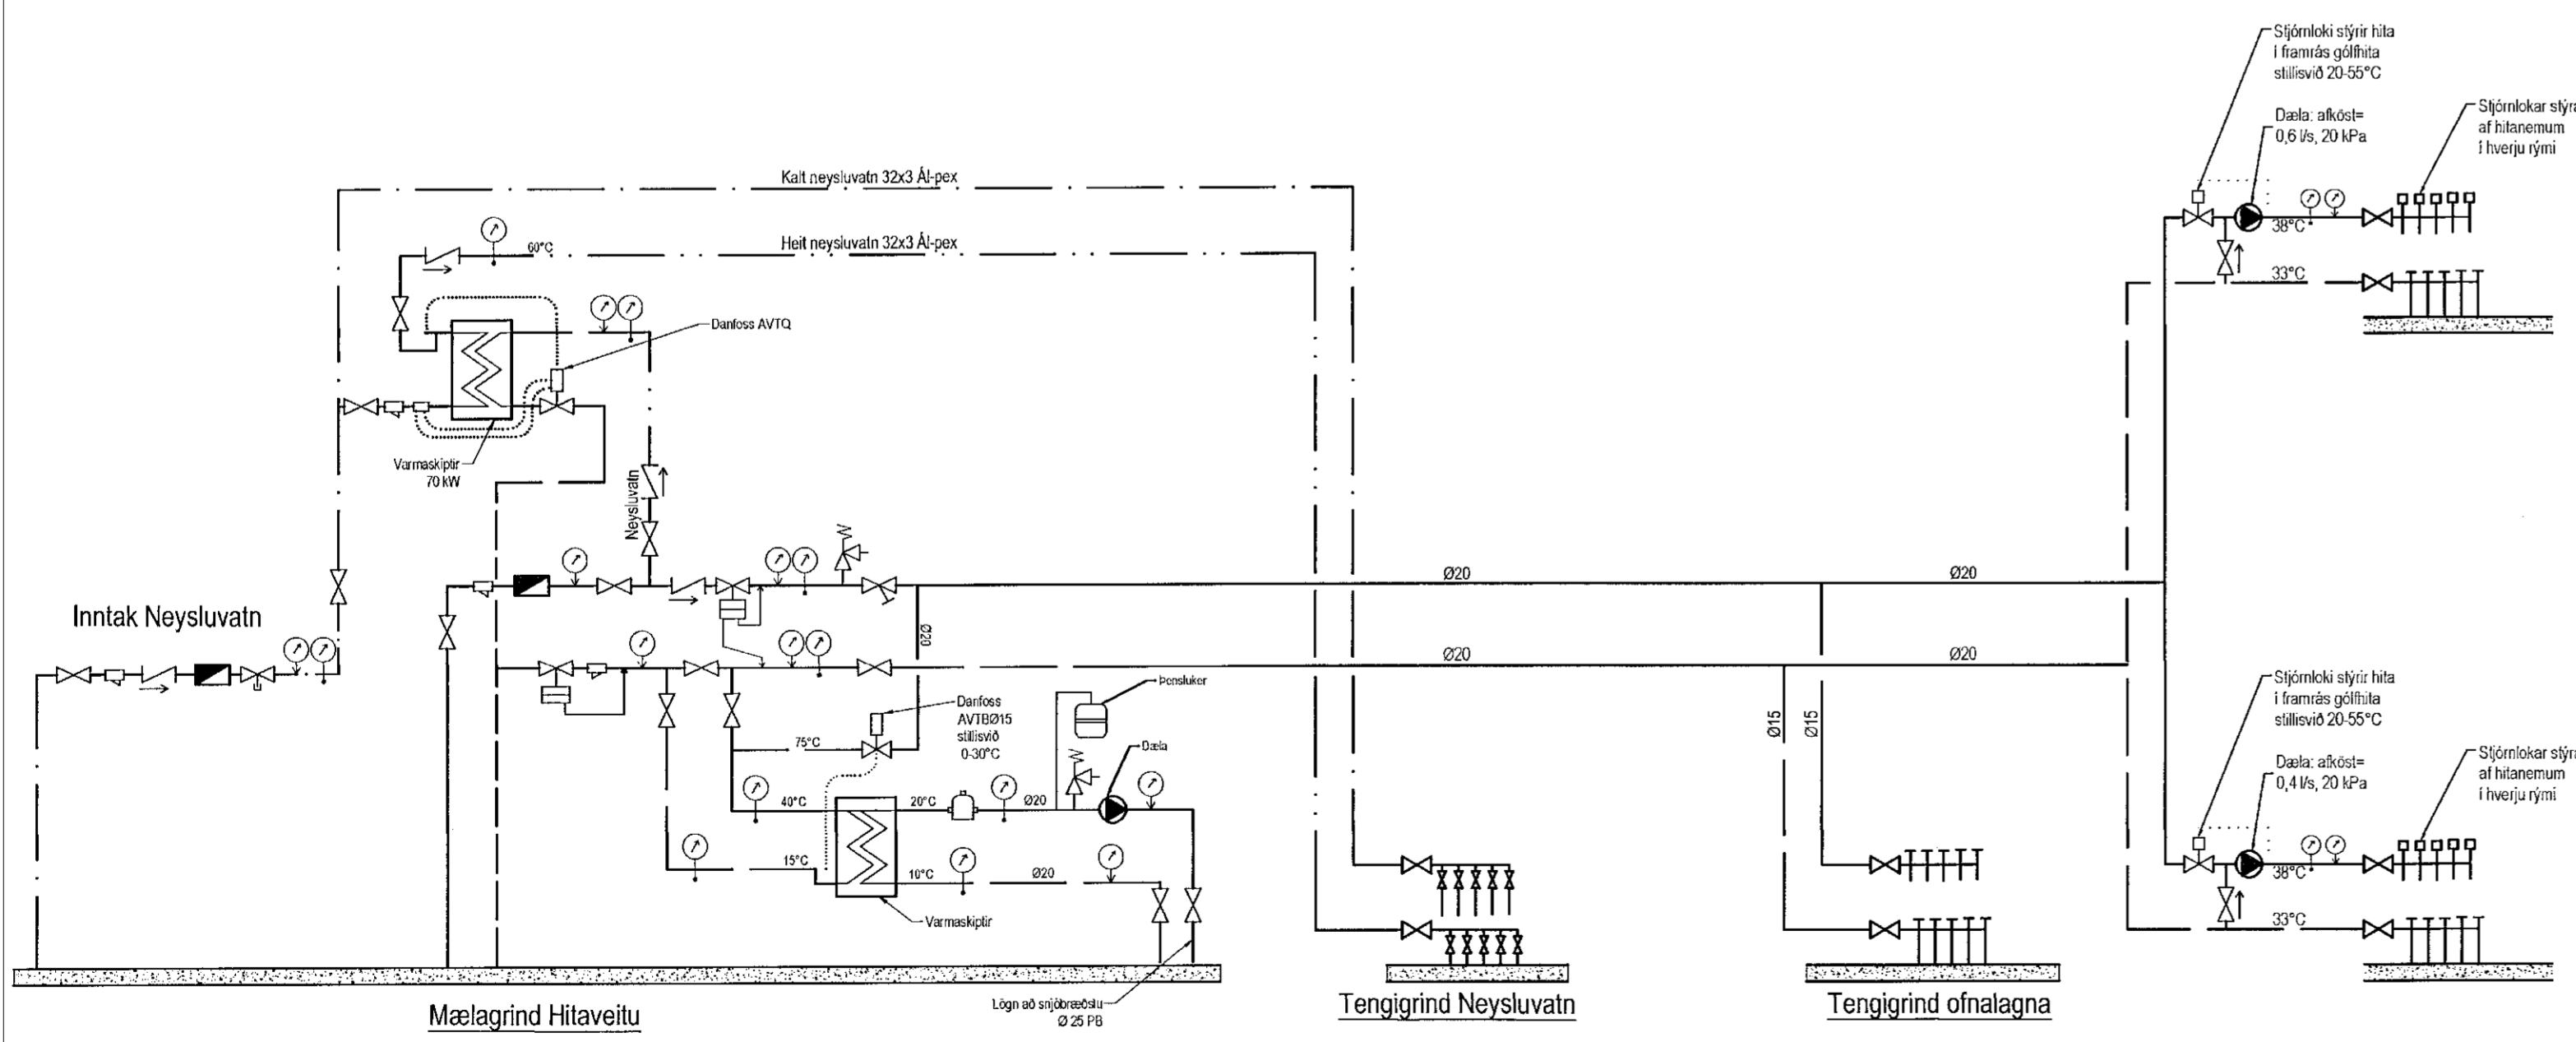 Stjórnloki stýrir hita
í framrás gólfhita
stillisvið 20-55°C
Dæla: afköst=
0,6 l/s, 20 kPa
Stjórnlokar stýra
af hitanemum
í hverju rými
38°C
33°C
Kalt neysluvatn 32x3 Ál-pex
Heit neysluvatn 32x3 Ál-pex
60°C
Danfoss AVTQ
Varmaskiptir
70 kW
Neysluvatn
Inntak Neysluvatn
Ø20
Ø20
Ø20
Ø20
Ø20
Þensluker
Danfoss
AVTBØ15
stillisvið
0-30°C
75°C
Dæla
40°C
20°C
Ø20
15°C
10°C
Ø20
Varmaskiptir
Ø15
Ø15
Stjórnloki stýrir hita
í framrás gólfhita
stillisvið 20-55°C
Dæla: afköst=
0,4 l/s, 20 kPa
Stjórnlokar stýra
af hitanemum
í hverju rými
38°C
33°C
Lögn að snjóbræðslu
Ø 25 PB
Mælagrind Hitaveitu
Tengigrind Neysluvatn
Tengigrind ofnalagna